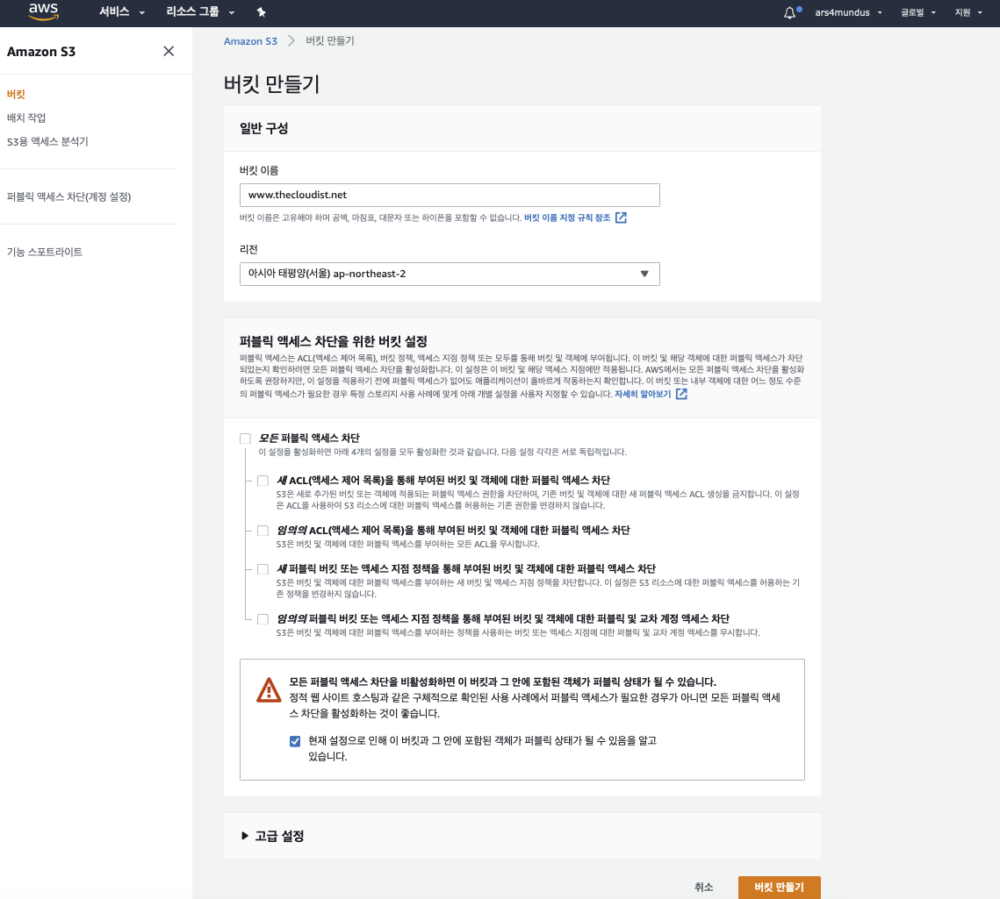 aws 서비스 리소스 그룹 ars4mundus 글로벌 지원
Amazon S3
버킷
배치 작업
S3용 액세스 분석기
퍼블릭 액세스 차단(계정 설정)
기능 스포트라이트
Amazon S3 버킷 만들기
버킷 만들기
일반 구성
버킷 이름
www.thecloudist.net
버킷 이름은 고유해야 하며 공백, 마침표, 대문자 또는 하이픈을 포함할 수 없습니다. 버킷 이름 지정 규칙 참조
리전
아시아 태평양(서울) ap-northeast-2
퍼블릭 액세스 차단을 위한 버킷 설정
퍼블릭 액세스는 ACL(액세스 제어 목록), 버킷 정책, 액세스 지점 정책 또는 모두를 통해 버킷 및 객체에 부여됩니다. 이 버킷 및 해당 객체에 대한 퍼블릭 액세스가 차단
되었는지 확인하려면 모든 퍼블릭 액세스 차단을 활성화합니다. 이 설정은 이 버킷 및 해당 액세스 지점에만 적용됩니다. AWS에서는 모든 퍼블릭 액세스 차단을 활성화
하도록 권장하지만, 이 설정을 적용하기 전에 퍼블릭 액세스가 없어도 애플리케이션이 올바르게 작동하는지 확인합니다. 이 버킷 또는 내부 객체에 대한 어느 정도 수준
의 퍼블릭 액세스가 필요한 경우 특정 스토리지 사용 사례에 맞게 아래 개별 설정을 사용자 지정할 수 있습니다. 자세히 알아보기
모든 퍼블릭 액세스 차단
이 설정을 활성화하면 아래 4개의 설정을 모두 활성화한 것과 같습니다. 다음 설정 각각은 서로 독립적입니다.
새 ACL(액세스 제어 목록)을 통해 부여된 버킷 및 객체에 대한 퍼블릭 액세스 차단
S3은 새로 추가된 버킷 또는 객체에 적용되는 퍼블릭 액세스 권한을 차단하며, 기존 버킷 및 객체에 대한 새 퍼블릭 액세스 ACL 생성을 금지합니다. 이 설정
은 ACL을 사용하여 S3 리소스에 대한 퍼블릭 액세스를 허용하는 기존 권한을 변경하지 않습니다.
임의의 ACL(액세스 제어 목록)을 통해 부여된 버킷 및 객체에 대한 퍼블릭 액세스 차단
S3은 버킷 및 객체에 대한 퍼블릭 액세스를 부여하는 모든 ACL을 무시합니다.
새 퍼블릭 버킷 또는 액세스 지점 정책을 통해 부여된 버킷 및 객체에 대한 퍼블릭 액세스 차단
S3은 버킷 및 객체에 대한 퍼블릭 액세스를 부여하는 새 버킷 및 액세스 지점 정책을 차단합니다. 이 설정은 S3 리소스에 대한 퍼블릭 액세스를 허용하는 기
존 정책을 변경하지 않습니다.
임의의 퍼블릭 버킷 또는 액세스 지점 정책을 통해 부여된 버킷 및 객체에 대한 퍼블릭 및 교차 계정 액세스 차단
S3은 버킷 및 객체에 대한 퍼블릭 액세스를 부여하는 정책을 사용하는 버킷 또는 액세스 지점에 대한 퍼블릭 및 교차 계정 액세스를 무시합니다.
모든 퍼블릭 액세스 차단을 비활성화하면 이 버킷과 그 안에 포함된 객체가 퍼블릭 상태가 될 수 있습니다.
정적 웹 사이트 호스팅과 같은 구체적으로 확인된 사용 사례에서 퍼블릭 액세스가 필요한 경우가 아니면 모든 퍼블릭 액세
스 차단을 활성화하는 것이 좋습니다.
현재 설정으로 인해 이 버킷과 그 안에 포함된 객체가 퍼블릭 상태가 될 수 있음을 알고
있습니다.
고급 설정
취소 버킷 만들기